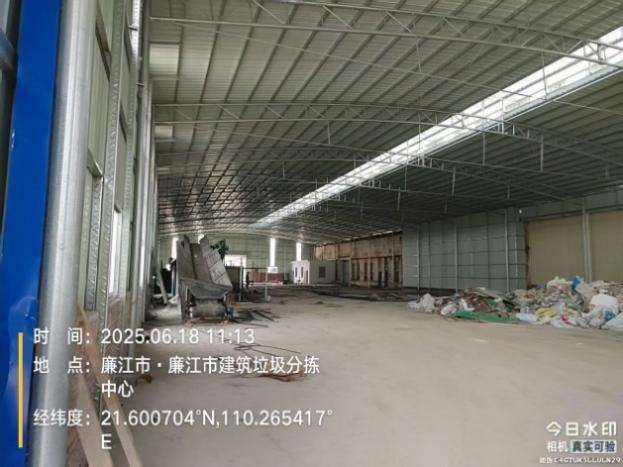 时 间：2025.06.18 11:13
地 点：廉江市·廉江市建筑垃圾分拣
中心
经纬度：21.600704°N,110.265417°
E
今日水印
相机 真实可验